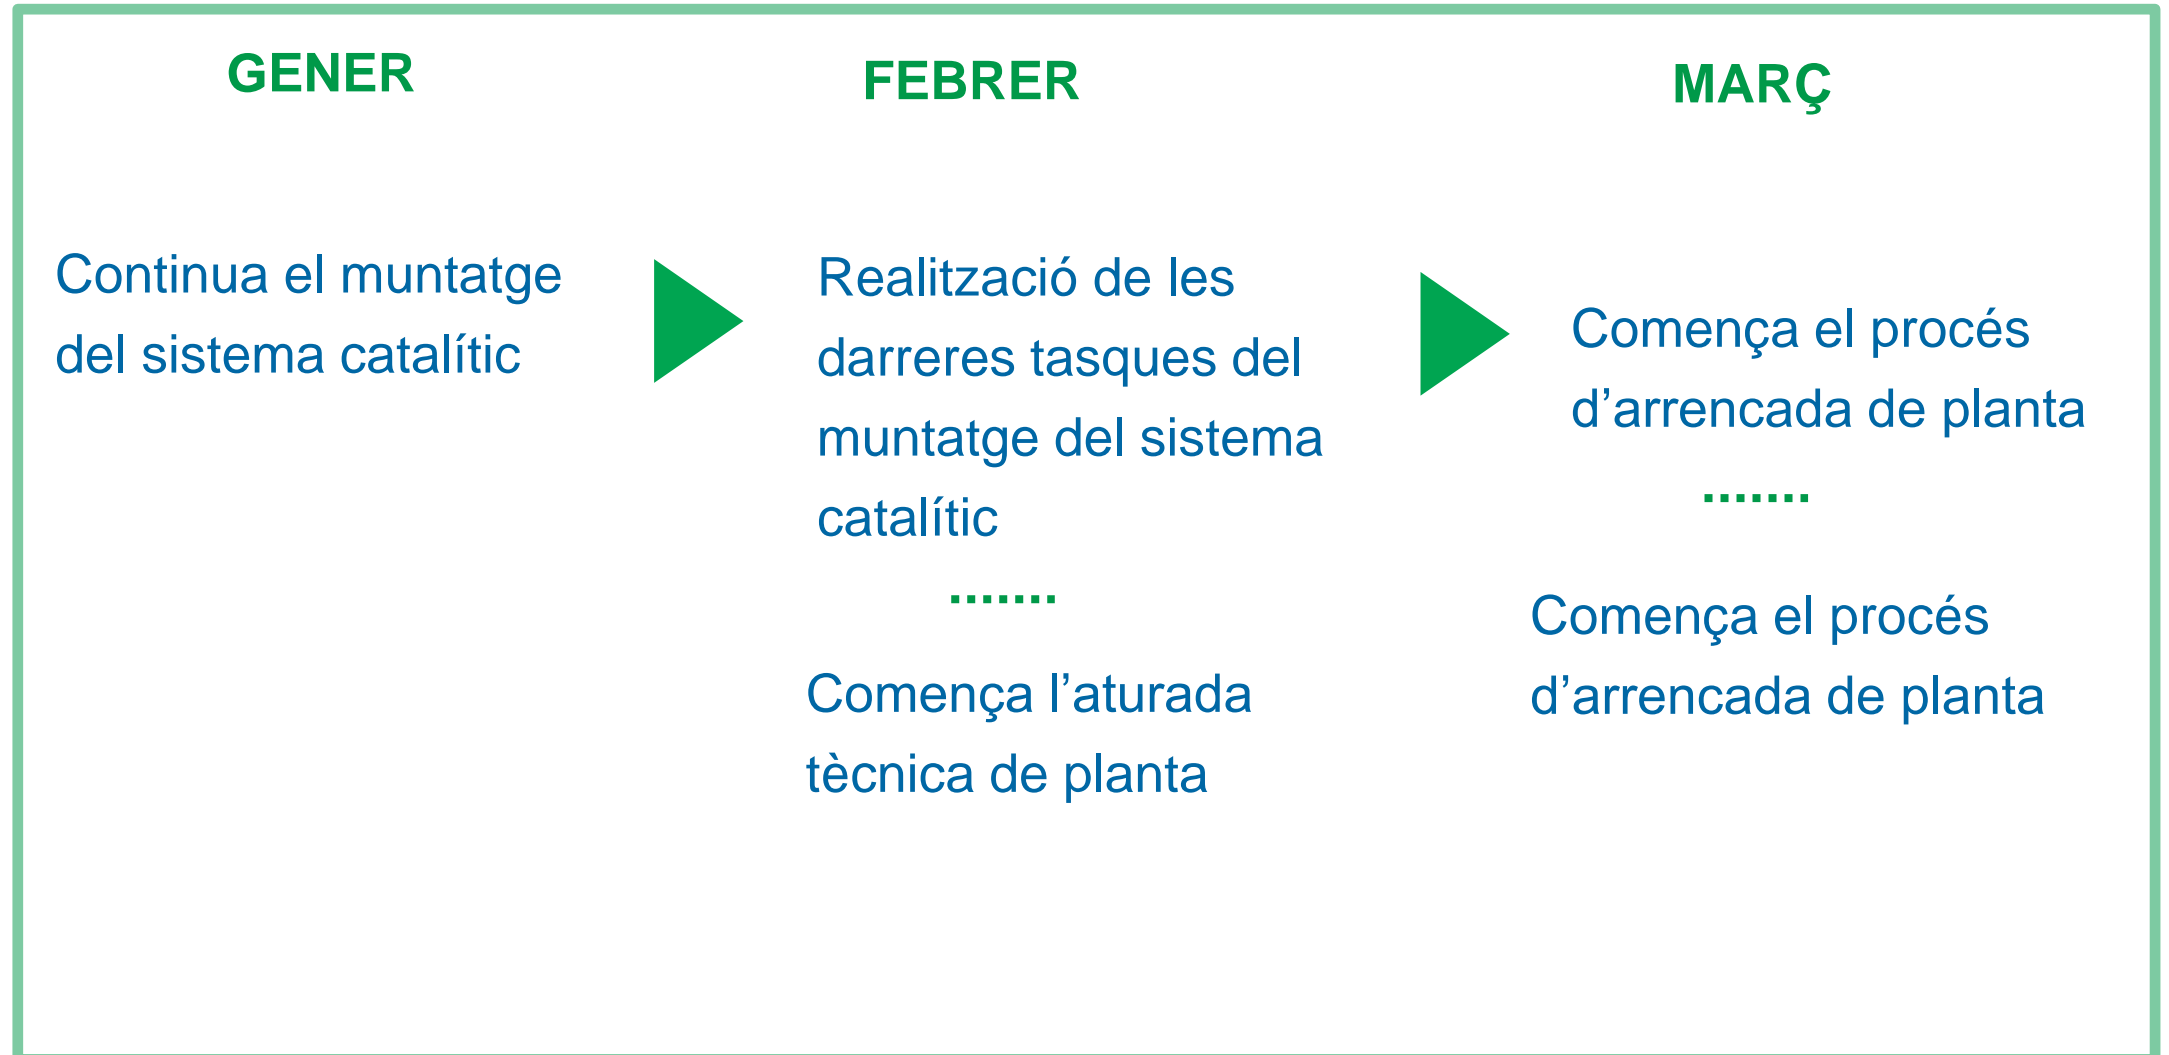 GENER
Continua el muntatge
del sistema catalític
FEBRER
Realització de les
darreres tasques del
muntatge del sistema
catalític
.......
Comença l’aturada
tècnica de planta
MARÇ
Comença el procés
d’arrencada de planta
.......
Comença el procés
d’arrencada de planta